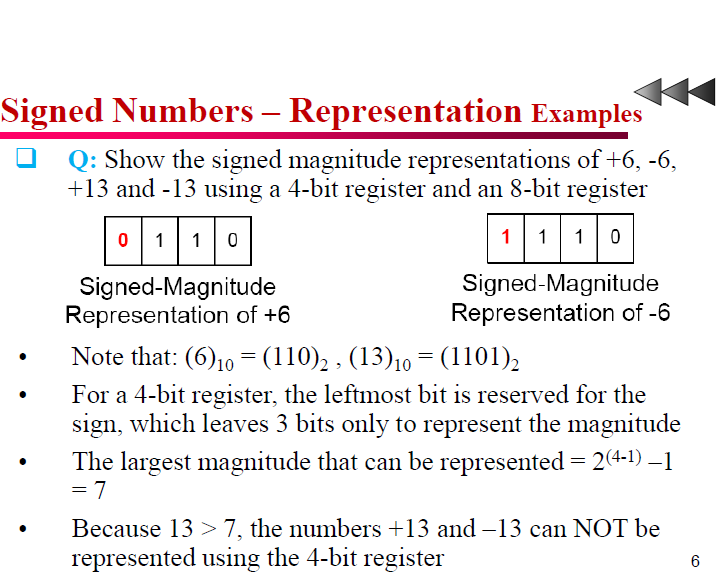 Signed Numbers – Representation Examples
Q: Show the signed magnitude representations of +6, -6,
+13 and -13 using a 4-bit register and an 8-bit register
0 1 1 0
Signed-Magnitude
Representation of +6
1 1 1 0
Signed-Magnitude
Representation of -6
• Note that: (6)₁₀ = (110)₂ , (13)₁₀ = (1101)₂
• For a 4-bit register, the leftmost bit is reserved for the
sign, which leaves 3 bits only to represent the magnitude
• The largest magnitude that can be represented = 2⁽⁴⁻¹⁾ –1
= 7
• Because 13 > 7, the numbers +13 and –13 can NOT be
represented using the 4-bit register
6